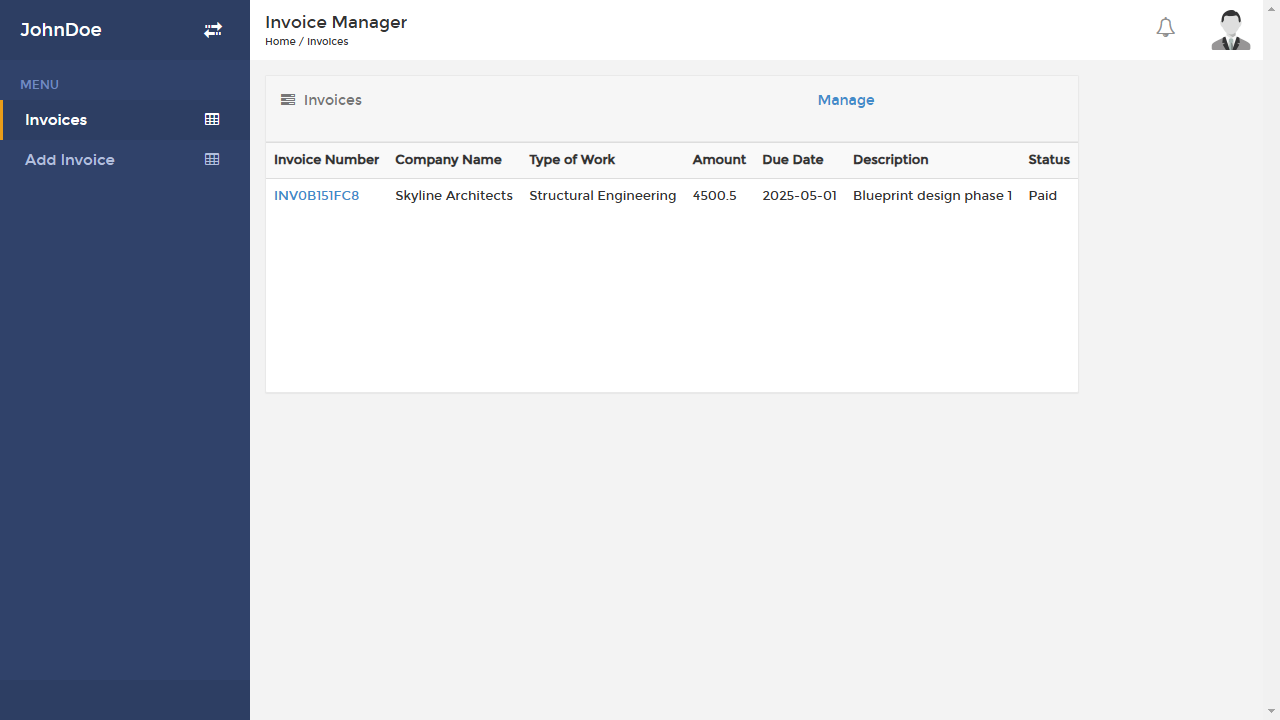 JohnDoe
MENU
Invoices
Add Invoice
Invoice Manager
Home / Invoices
Invoices Manage
Invoice Number Company Name Type of Work Amount Due Date Description Status
INV0B151FC8 Skyline Architects Structural Engineering 4500.5 2025-05-01 Blueprint design phase 1 Paid